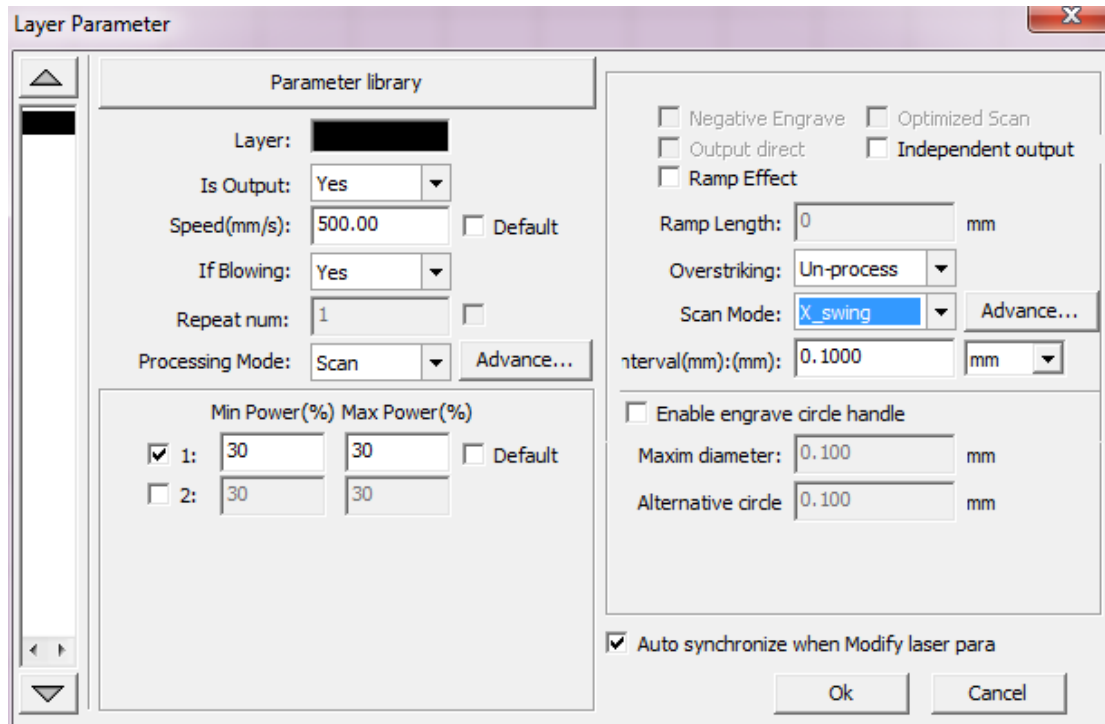 Layer Parameter
X
Parameter library
Layer:
Is Output: Yes
Speed(mm/s): 500.00 Default
If Blowing: Yes
Repeat num: 1
Processing Mode: Scan Advance...
Min Power(%) Max Power(%)
1: 30 30 Default
2: 30 30
Negative Engrave Optimized Scan
Output direct Independent output
Ramp Effect
Ramp Length: 0 mm
Overstriking: Un-process
Scan Mode: X_swing Advance...
nterval(mm):(mm): 0.1000 mm
Enable engrave circle handle
Maxim diameter: 0.100 mm
Alternative circle 0.100 mm
Auto synchronize when Modify laser para
Ok Cancel